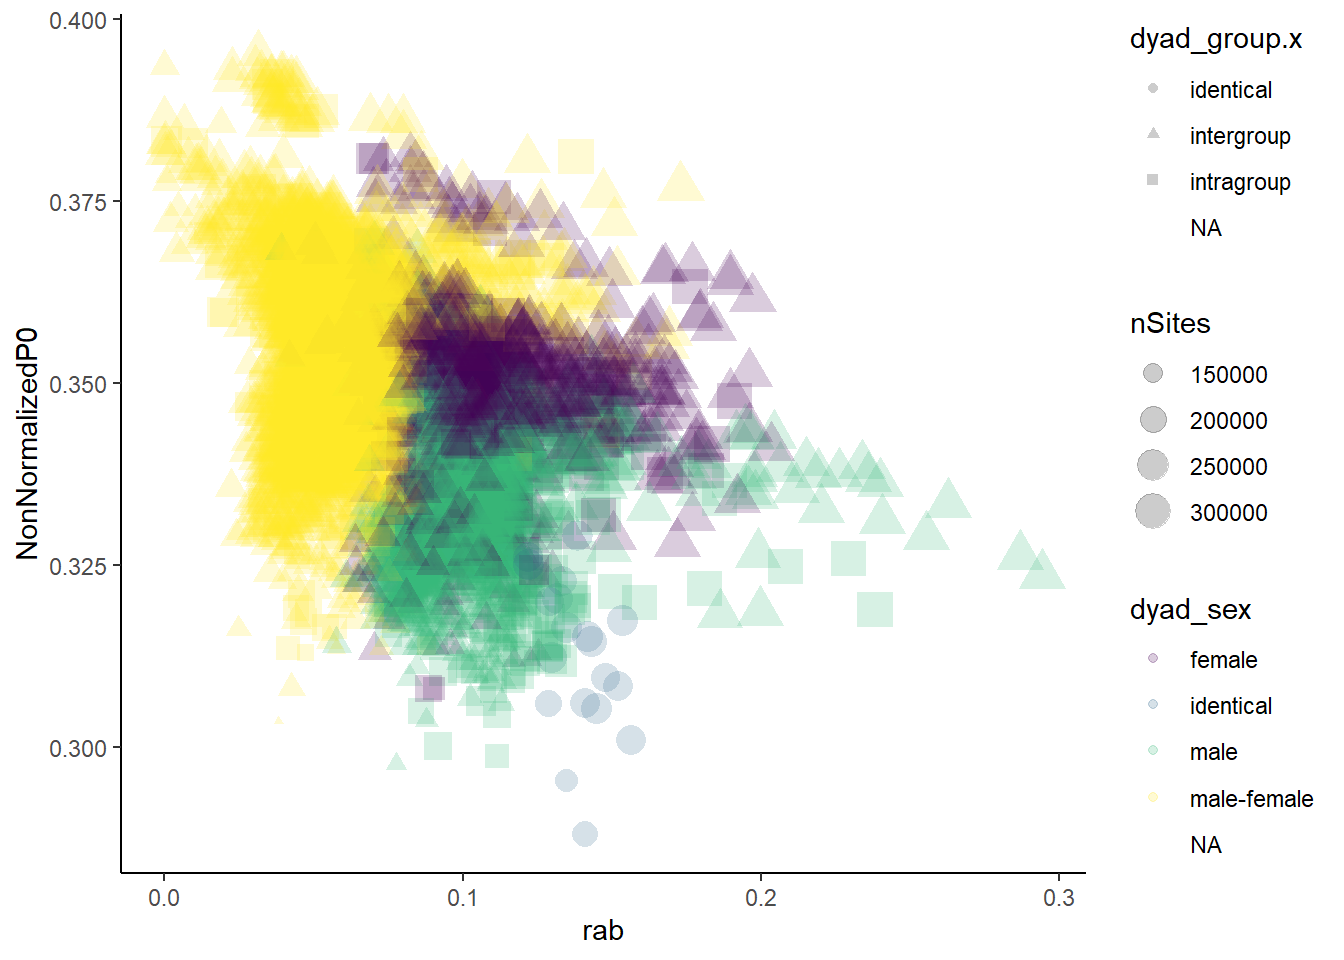 0.400
0.375
0.350
0.325
0.300
NonNormalizedP0
0.0
0.1
0.2
0.3
rab
dyad_group.x
identical
intergroup
intragroup
NA
nSites
150000
200000
250000
300000
dyad_sex
female
identical
male
male-female
NA